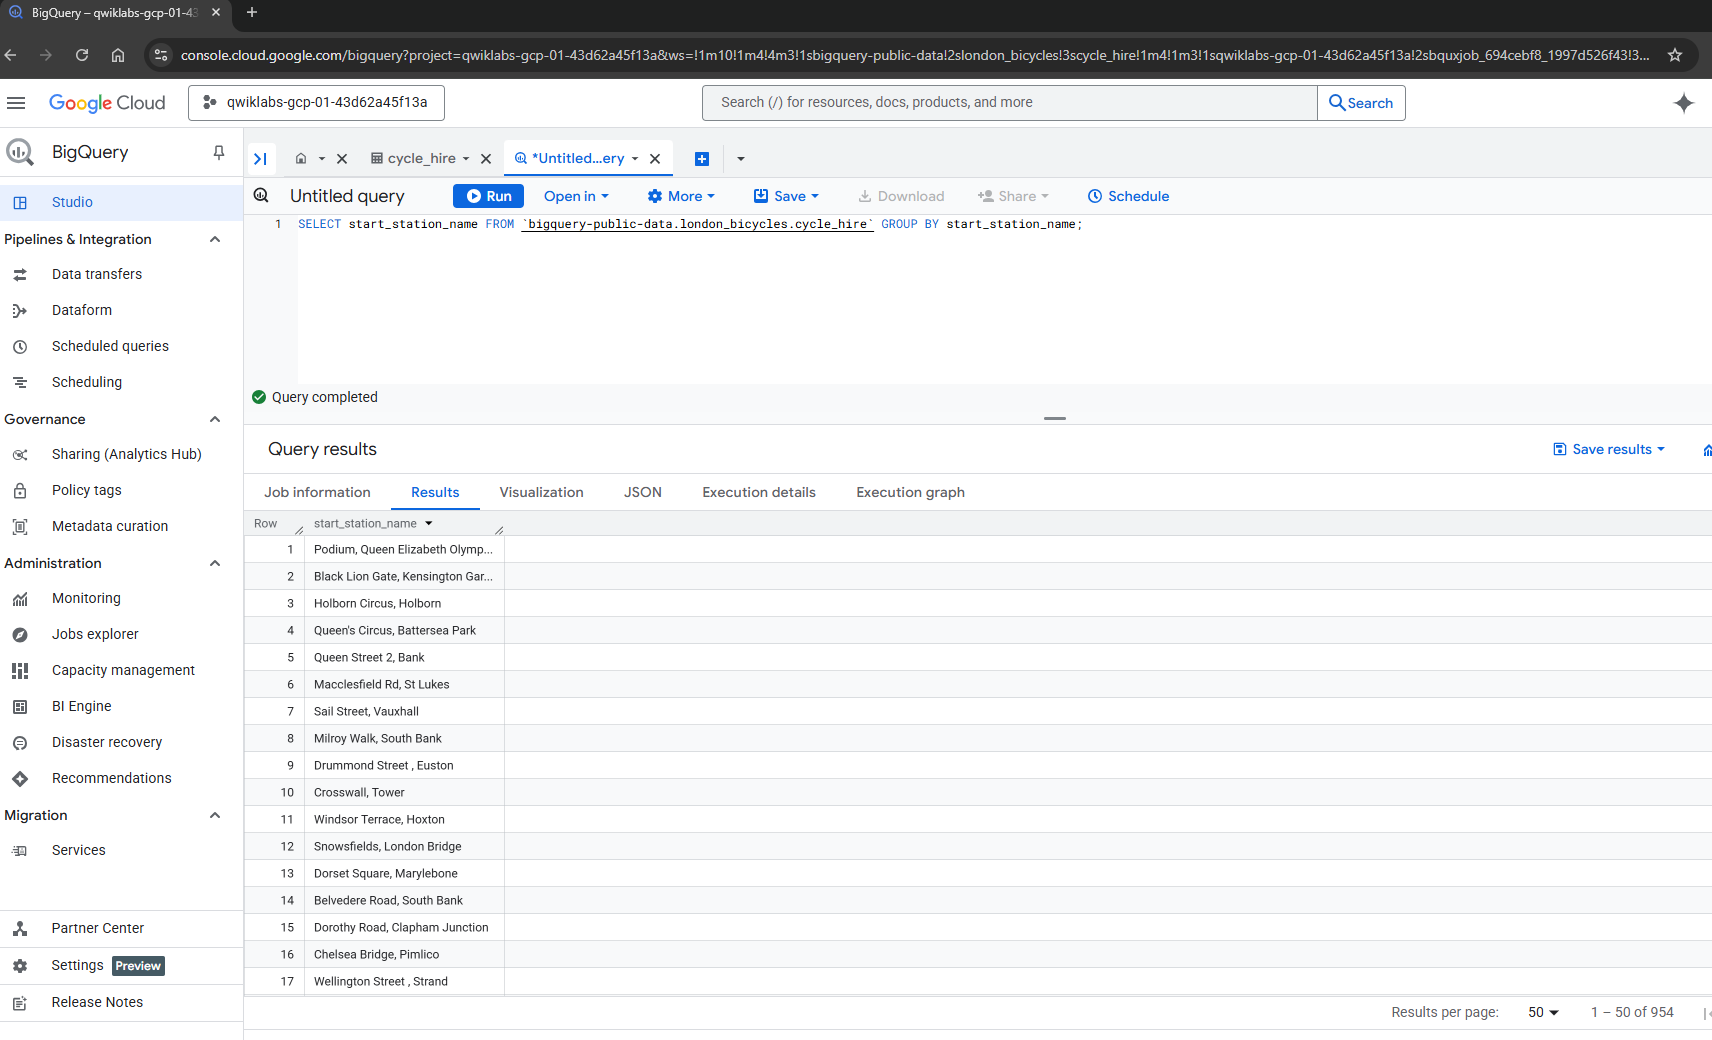 BigQuery – qwiklabs-gcp-01-43
console.cloud.google.com/bigquery?project=qwiklabs-gcp-01-43d62a45f13a&ws=!1m10!1m4!4m3!1sbigquery-public-data!2slondon_bicycles!3scycle_hire!1m4!1m3!1sqwiklabs-gcp-01-43d62a45f13a!2sbquxjob_694cebf8_1997d526f43!3...
Google Cloud
qwiklabs-gcp-01-43d62a45f13a
Search (/) for resources, docs, products, and more
Search
BigQuery
Studio
Pipelines & Integration
Data transfers
Dataform
Scheduled queries
Scheduling
Governance
Sharing (Analytics Hub)
Policy tags
Metadata curation
Administration
Monitoring
Jobs explorer
Capacity management
BI Engine
Disaster recovery
Recommendations
Migration
Services
Partner Center
Settings Preview
Release Notes
cycle_hire
*Untitled...ery
Untitled query
Run
Open in
More
Save
Download
Share
Schedule
1 SELECT start_station_name FROM `bigquery-public-data.london_bicycles.cycle_hire` GROUP BY start_station_name;
Query completed
Query results
Save results
Job information
Results
Visualization
JSON
Execution details
Execution graph
Row start_station_name
1 Podium, Queen Elizabeth Olymp...
2 Black Lion Gate, Kensington Gar...
3 Holborn Circus, Holborn
4 Queen's Circus, Battersea Park
5 Queen Street 2, Bank
6 Macclesfield Rd, St Lukes
7 Sail Street, Vauxhall
8 Milroy Walk, South Bank
9 Drummond Street , Euston
10 Crosswall, Tower
11 Windsor Terrace, Hoxton
12 Snowsfields, London Bridge
13 Dorset Square, Marylebone
14 Belvedere Road, South Bank
15 Dorothy Road, Clapham Junction
16 Chelsea Bridge, Pimlico
17 Wellington Street , Strand
Results per page: 50 1 – 50 of 954